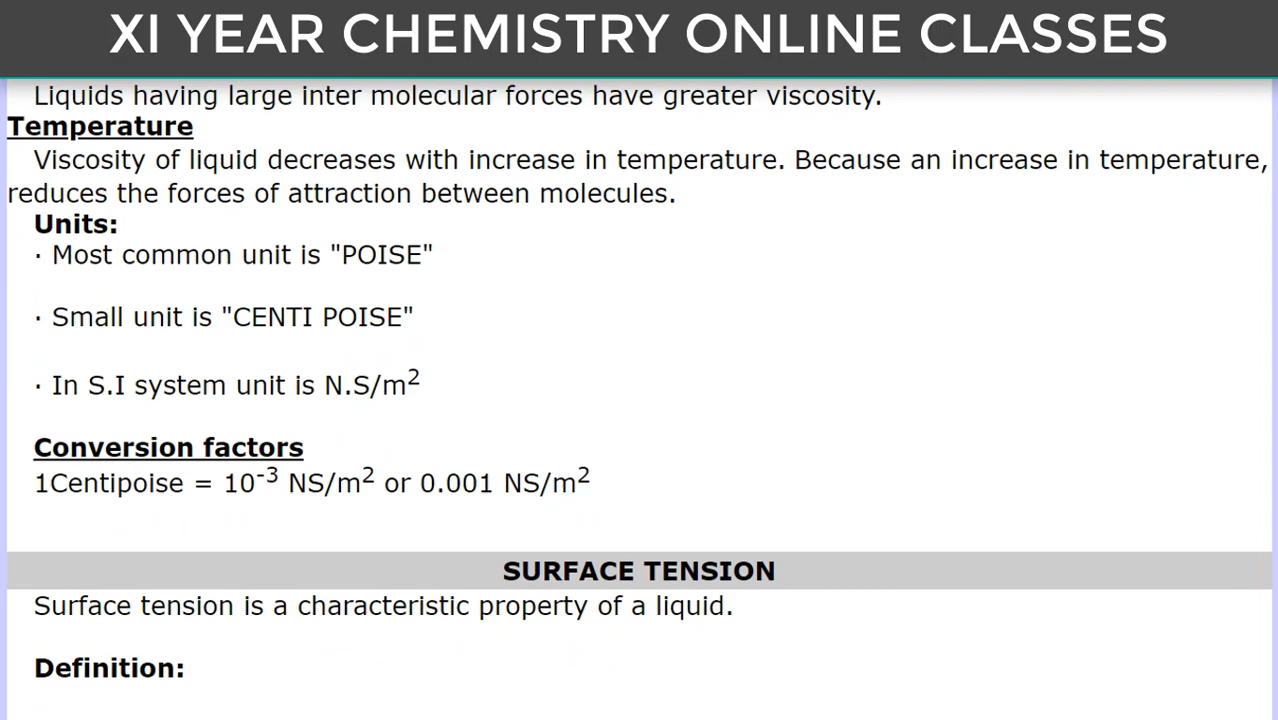 XI YEAR CHEMISTRY ONLINE CLASSES
Liquids having large inter molecular forces have greater viscosity.
Temperature
Viscosity of liquid decreases with increase in temperature. Because an increase in temperature,
reduces the forces of attraction between molecules.
Units:
· Most common unit is "POISE"
· Small unit is "CENTI POISE"
· In S.I system unit is N.S/m²
Conversion factors
1Centipoise = 10⁻³ NS/m² or 0.001 NS/m²
SURFACE TENSION
Surface tension is a characteristic property of a liquid.
Definition: